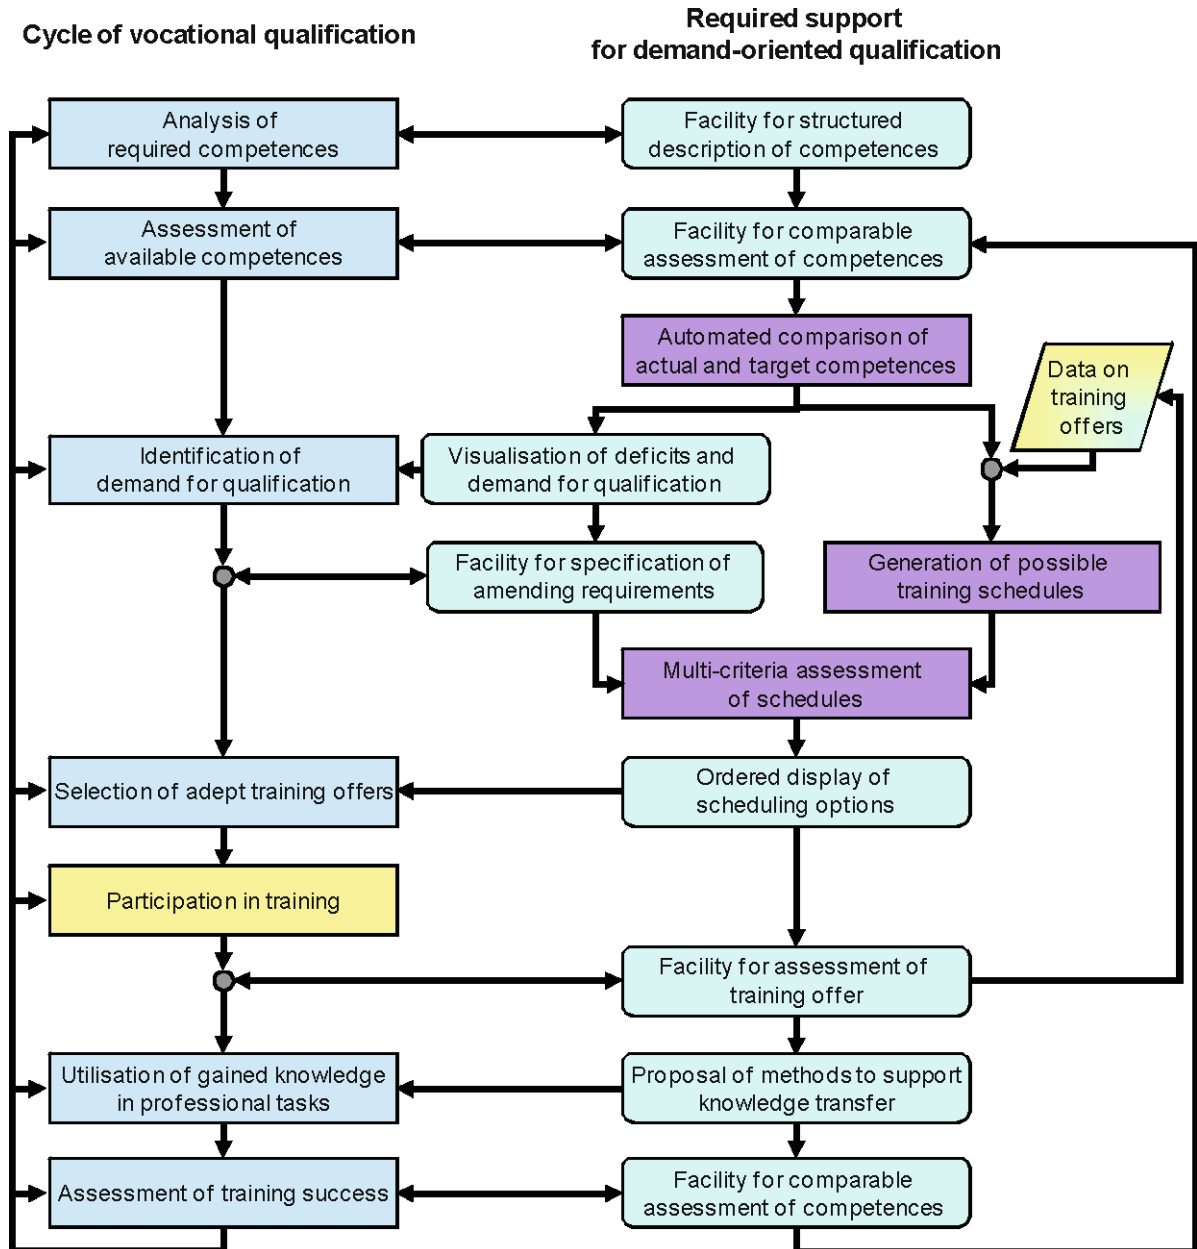 Cycle of vocational qualification
Required support
for demand-oriented qualification
Analysis of
required competences
Facility for structured
description of competences
Assessment of
available competences
Facility for comparable
assessment of competences
Automated comparison of
actual and target competences
Data on
training
offers
Identification of
demand for qualification
Visualisation of deficits and
demand for qualification
Facility for specification of
amending requirements
Generation of possible
training schedules
Multi-criteria assessment
of schedules
Selection of adept training offers
Ordered display of
scheduling options
Participation in training
Facility for assessment of
training offer
Utilisation of gained knowledge
in professional tasks
Proposal of methods to support
knowledge transfer
Assessment of training success
Facility for comparable
assessment of competences